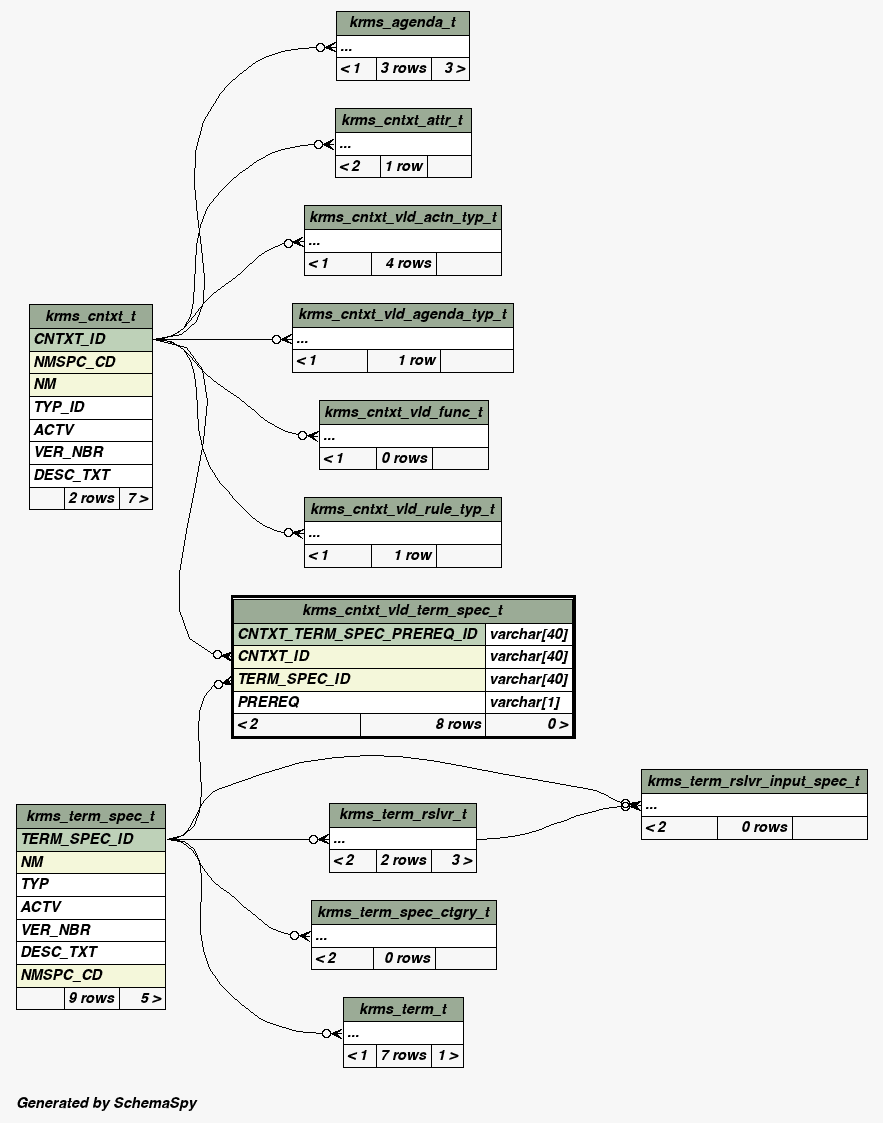 krms_agenda_t
...
< 1 3 rows 3 >
krms_cntxt_attr_t
...
< 2 1 row
krms_cntxt_vld_actn_typ_t
...
< 1 4 rows
krms_cntxt_t
CNTXT_ID
NMSPC_CD
NM
TYP_ID
ACTV
VER_NBR
DESC_TXT
2 rows 7 >
krms_cntxt_vld_agenda_typ_t
...
< 1 1 row
krms_cntxt_vld_func_t
...
< 1 0 rows
krms_cntxt_vld_rule_typ_t
...
< 1 1 row
krms_cntxt_vld_term_spec_t
CNTXT_TERM_SPEC_PREREQ_ID varchar[40]
CNTXT_ID varchar[40]
TERM_SPEC_ID varchar[40]
PREREQ varchar[1]
< 2 8 rows 0 >
krms_term_rslvr_input_spec_t
...
< 2 0 rows
krms_term_spec_t
TERM_SPEC_ID
NM
TYP
ACTV
VER_NBR
DESC_TXT
NMSPC_CD
9 rows 5 >
krms_term_rslvr_t
...
< 2 2 rows 3 >
krms_term_spec_ctgry_t
...
< 2 0 rows
krms_term_t
...
< 1 7 rows 1 >
Generated by SchemaSpy